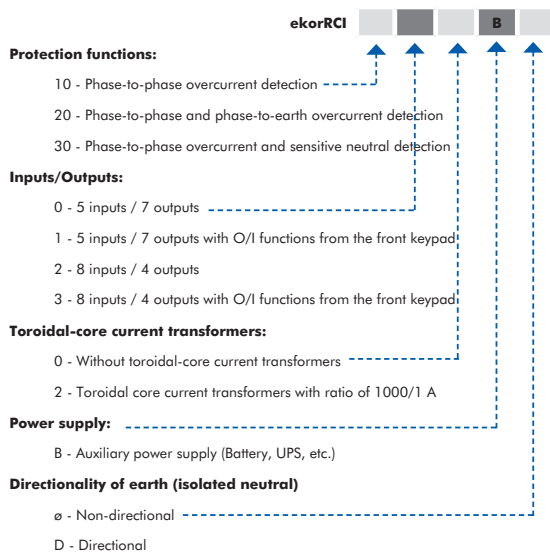 ekorRCI B
Protection functions:
10 - Phase-to-phase overcurrent detection
20 - Phase-to-phase and phase-to-earth overcurrent detection
30 - Phase-to-phase overcurrent and sensitive neutral detection
Inputs/Outputs:
0 - 5 inputs / 7 outputs
1 - 5 inputs / 7 outputs with O/I functions from the front keypad
2 - 8 inputs / 4 outputs
3 - 8 inputs / 4 outputs with O/I functions from the front keypad
Toroidal-core current transformers:
0 - Without toroidal-core current transformers
2 - Toroidal core current transformers with ratio of 1000/1 A
Power supply:
B - Auxiliary power supply (Battery, UPS, etc.)
Directionality of earth (isolated neutral)
ø - Non-directional
D - Directional